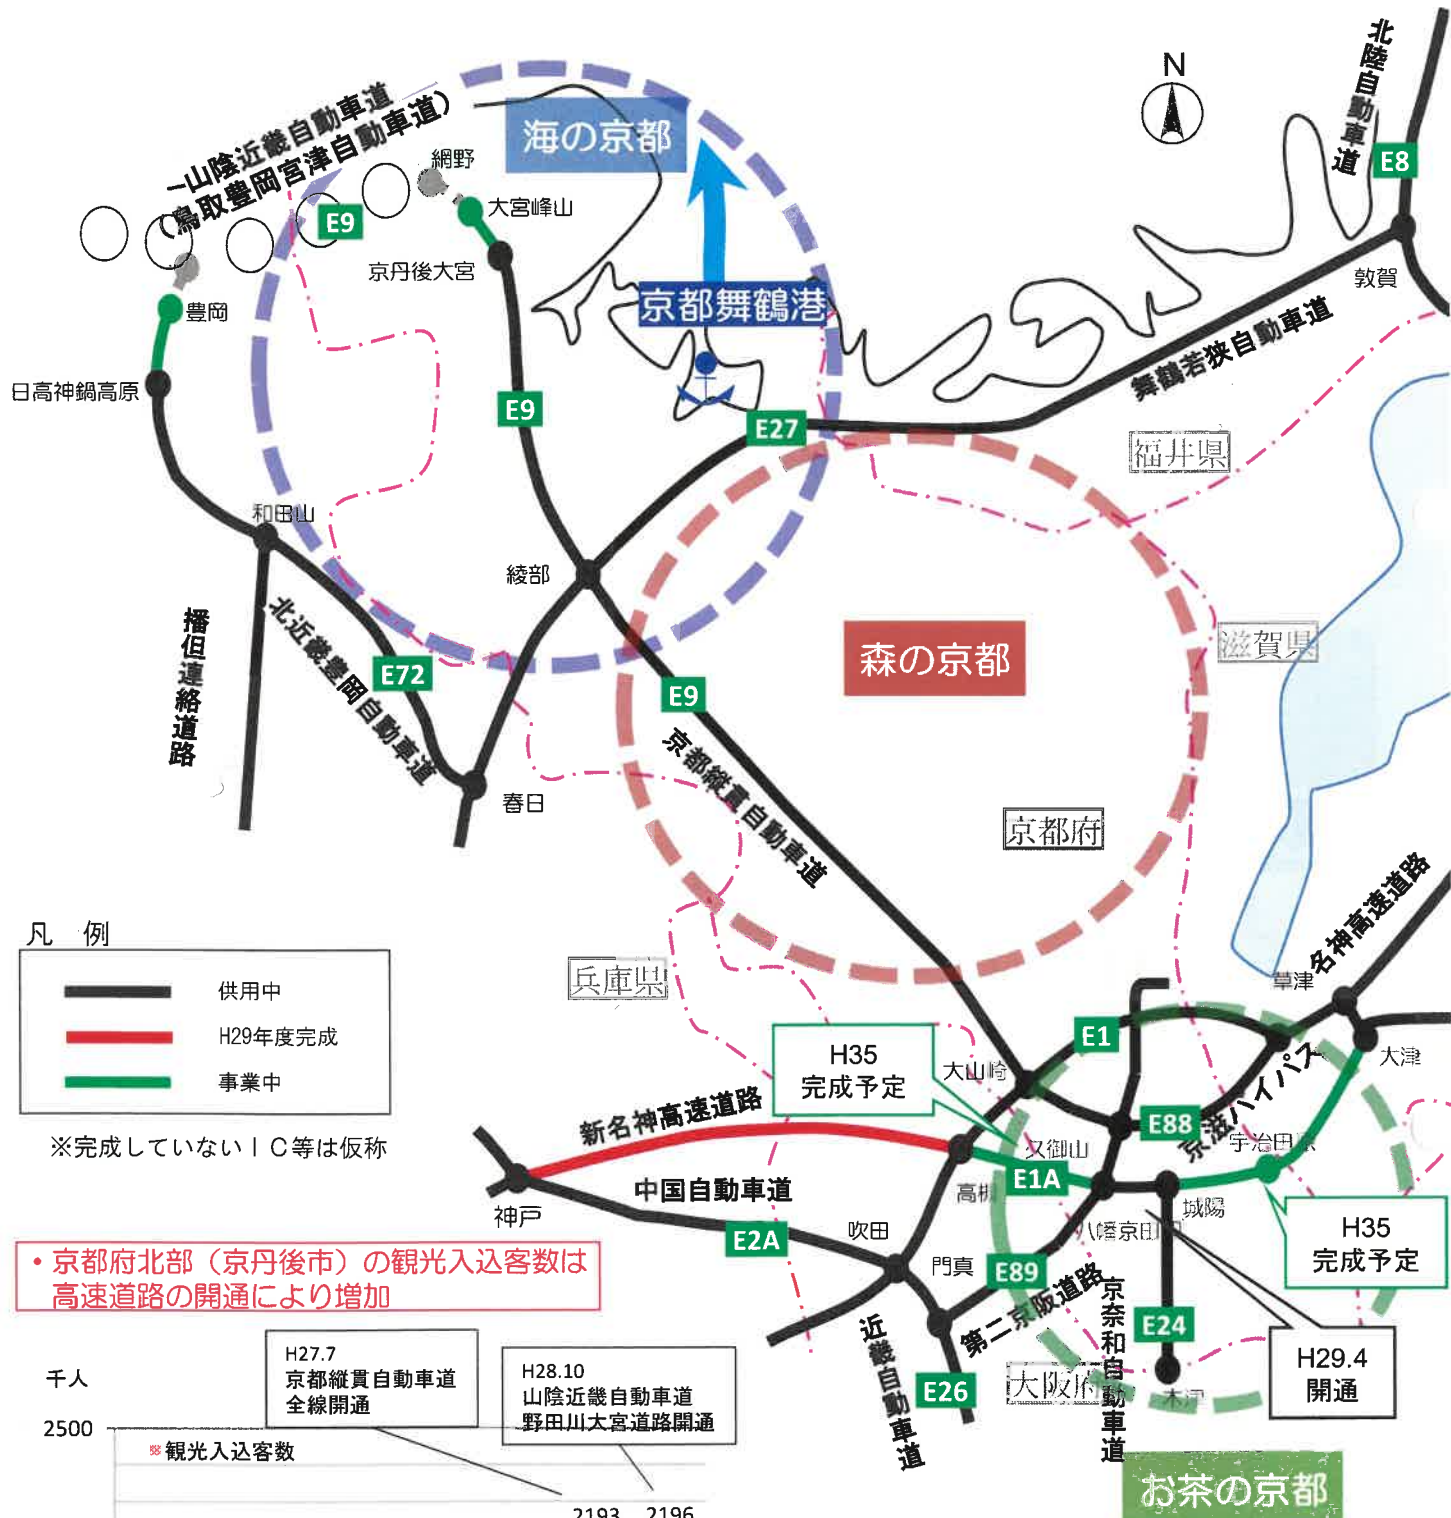 山陰近畿自動車道
(鳥取豊岡宮津自動車道)
海の京都
N
北陸自動車道
E8
網野
大宮峰山
E9
京丹後大宮
京都舞鶴港
敦賀
豊岡
舞鶴若狭自動車道
日高神鍋高原
E9
E27
福井県
和田山
綾部
播但連絡道路
北近畿豊岡自動車道
E72
森の京都
滋賀県
E9
京都縦貫自動車道
春日
京都府
名神高速道路
凡 例
供用中
H29年度完成
事業中
※完成していないIC等は仮称
兵庫県
草津
H35
完成予定
E1
大山崎
大津
京滋バイパス
新名神高速道路
E88
宇治田原
久御山
中国自動車道
高槻
E1A
神戸
城陽
八幡京田辺
E2A
吹田
H35
完成予定
・京都府北部(京丹後市)の観光入込客数は
高速道路の開通により増加
門真
E89
第二京阪道路
京奈和自動車道
E24
近畿自動車道
H29.4
開通
E26
大阪府
木津
H27.7
京都縦貫自動車道
全線開通
H28.10
山陰近畿自動車道
野田川大宮道路開通
千人
2500
観光入込客数
お茶の京都
2193 2196